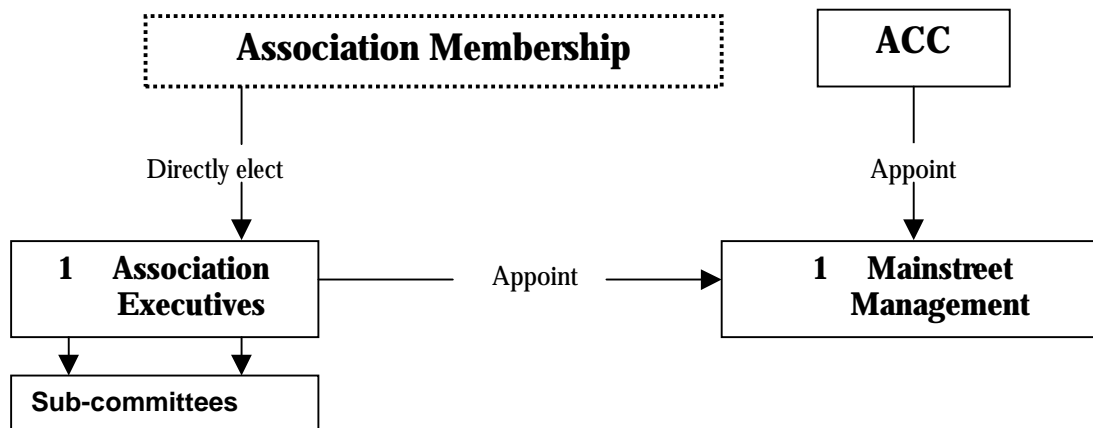 Association Membership
ACC
Directly elect
Appoint
1 Association
Executives
Appoint
1 Mainstreet
Management
Sub-committees